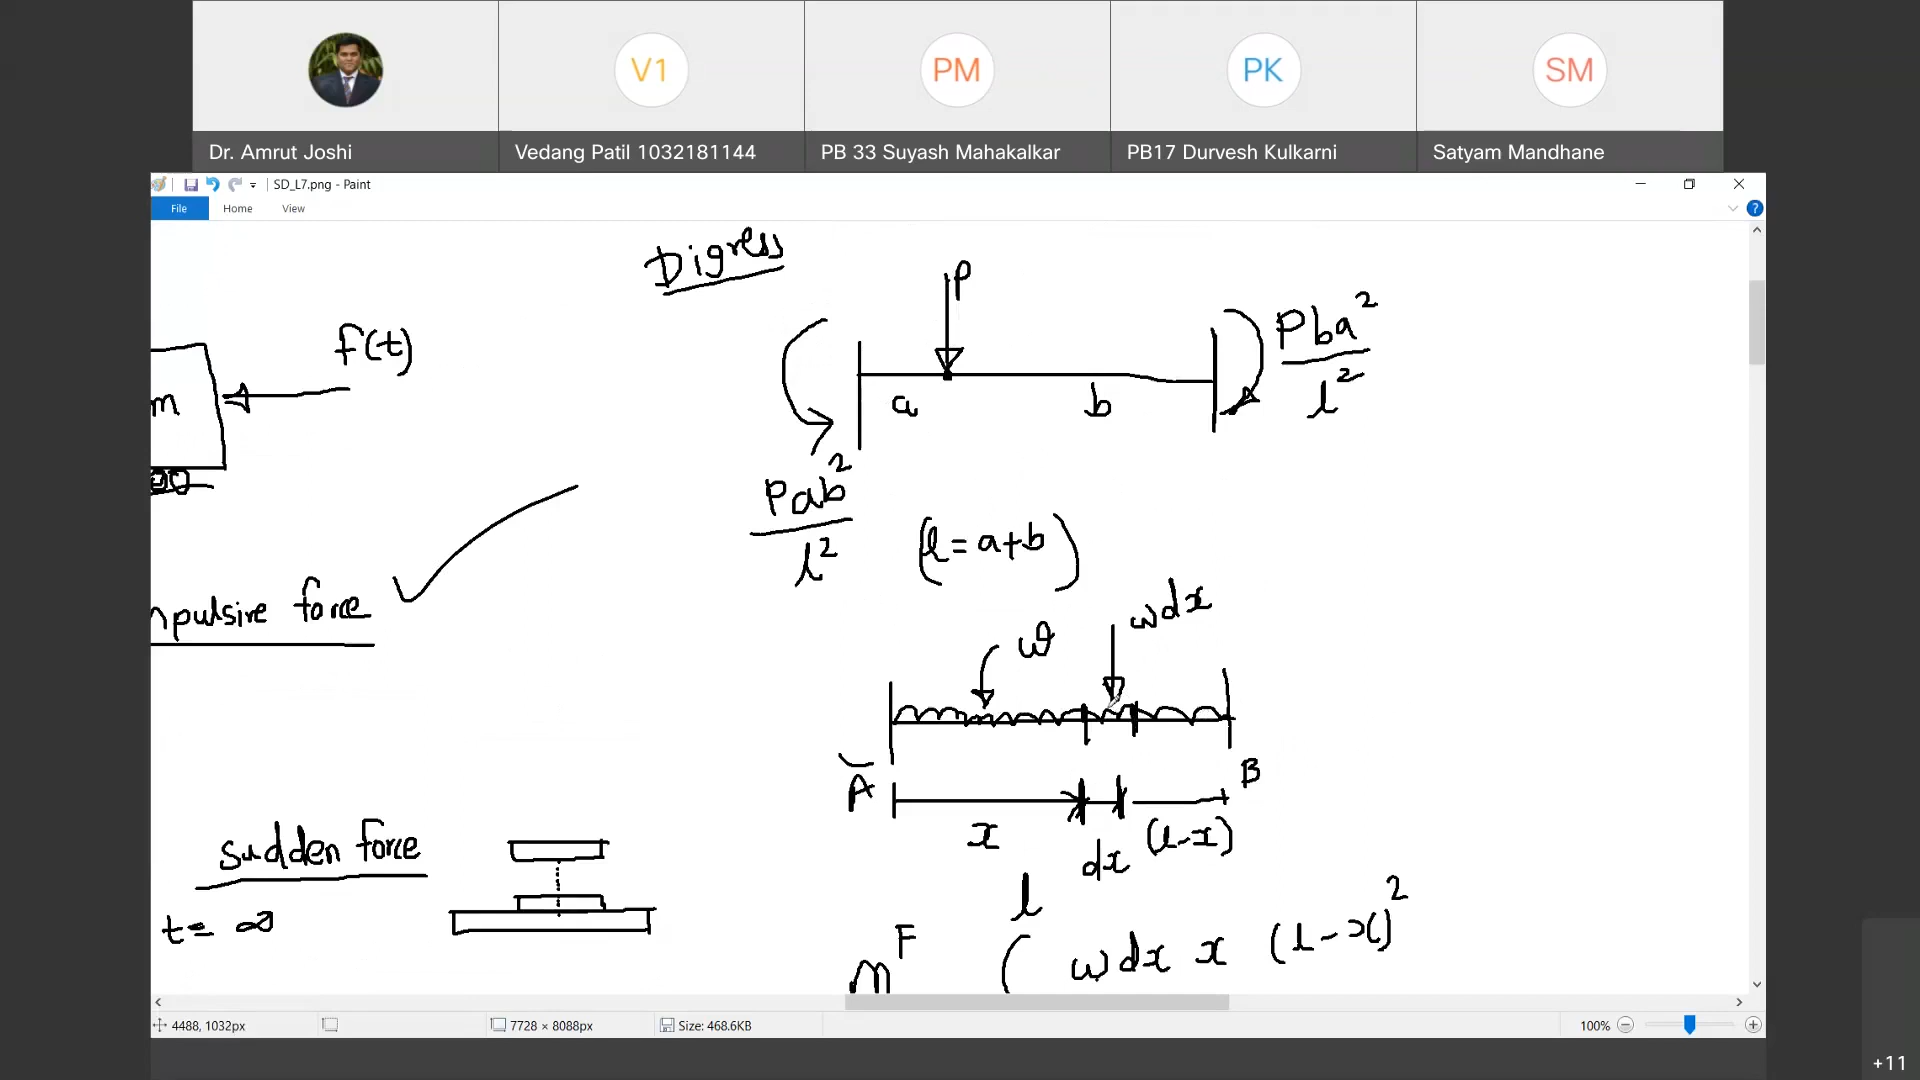 V1
PM
PK
SM
Dr. Amrut Joshi
Vedang Patil 1032181144
PB 33 Suyash Mahakalkar
PB17 Durvesh Kulkarni
Satyam Mandhane
SD_L7.png - Paint
File
Home
View
?
Digress
P
f(t)
m
a
b
Pba²
l²
Pab²
l²
(l=a+b)
npulsive force
w
wdx
A
B
x
dx
(l-x)
sudden force
t= ∞
l
m^F
( wdx x (l-x)²
4488, 1032px
7728 × 8088px
Size: 468.6KB
100%
+11